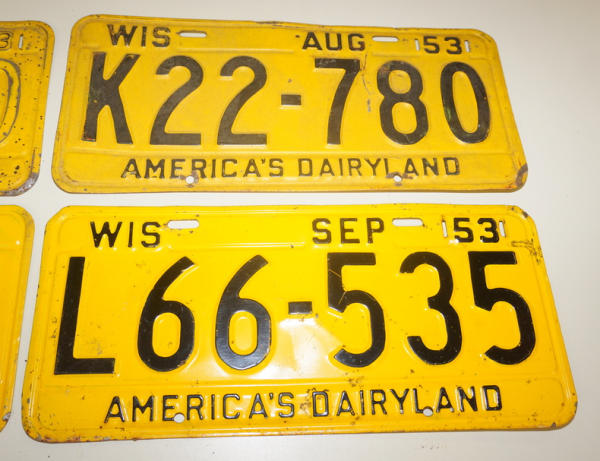 WIS AUG 53
K22-780
AMERICA'S DAIRYLAND
WIS SEP 53
L66-535
AMERICA'S DAIRYLAND